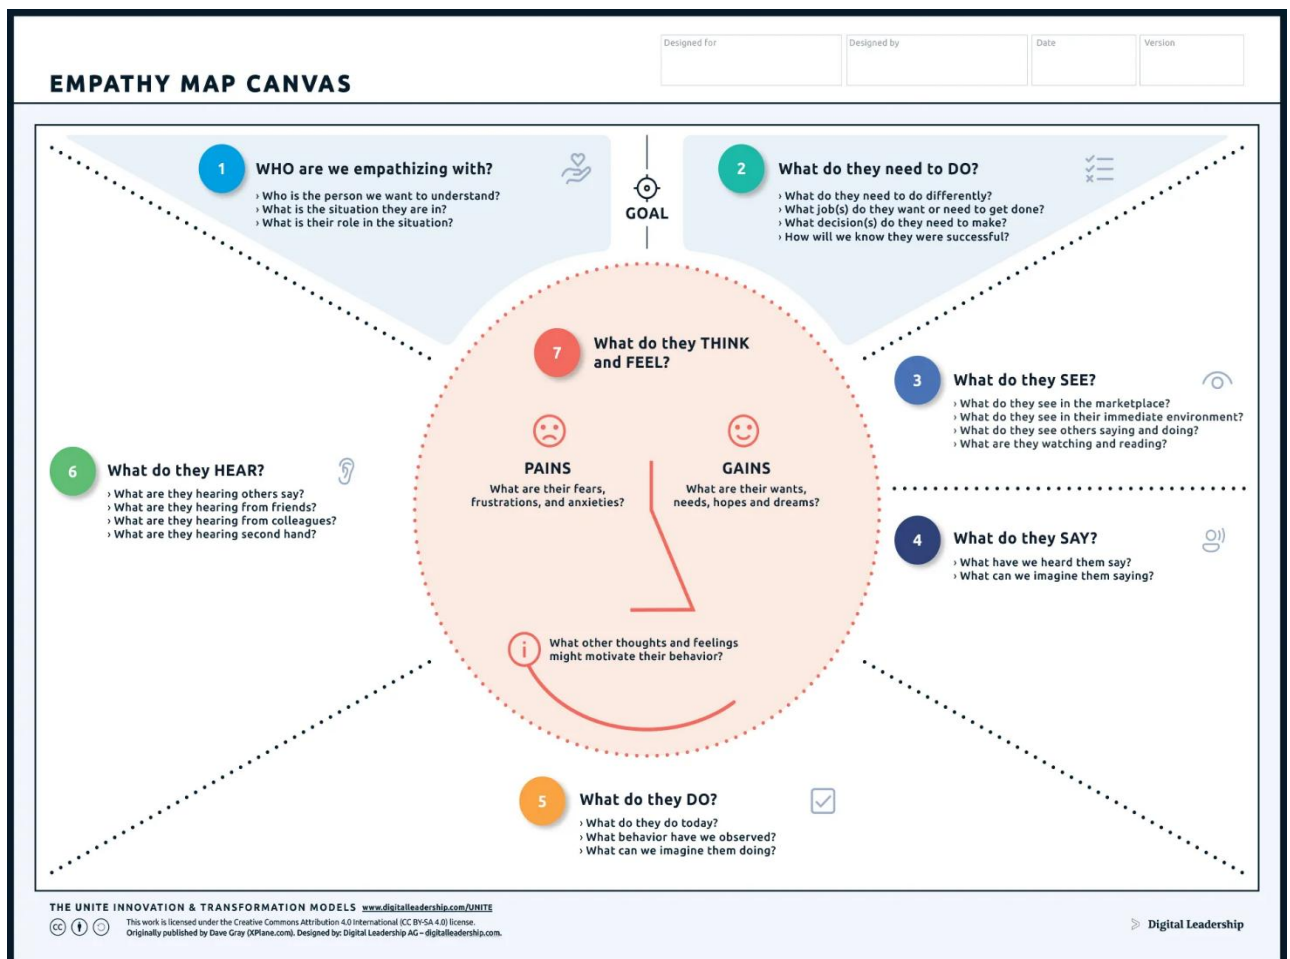 Designed for
Designed by
Date
Version
EMPATHY MAP CANVAS
1
WHO are we empathizing with?
› Who is the person we want to understand?
› What is the situation they are in?
› What is their role in the situation?
GOAL
2
What do they need to DO?
› What do they need to do differently?
› What job(s) do they want or need to get done?
› What decision(s) do they need to make?
› How will we know they were successful?
3
What do they SEE?
› What do they see in the marketplace?
› What do they see in their immediate environment?
› What do they see others saying and doing?
› What are they watching and reading?
4
What do they SAY?
› What have we heard them say?
› What can we imagine them saying?
5
What do they DO?
› What do they do today?
› What behavior have we observed?
› What can we imagine them doing?
6
What do they HEAR?
› What are they hearing others say?
› What are they hearing from friends?
› What are they hearing from colleagues?
› What are they hearing second hand?
7
What do they THINK
and FEEL?
PAINS
What are their fears,
frustrations, and anxieties?
GAINS
What are their wants,
needs, hopes and dreams?
i
What other thoughts and feelings
might motivate their behavior?
THE UNITE INNOVATION & TRANSFORMATION MODELS www.digitalleadership.com/UNITE
cc
This work is licensed under the Creative Commons Attribution 4.0 International (CC BY-SA 4.0) license.
Originally published by Dave Gray (XPlane.com). Designed by: Digital Leadership AG – digitalleadership.com.
Digital Leadership